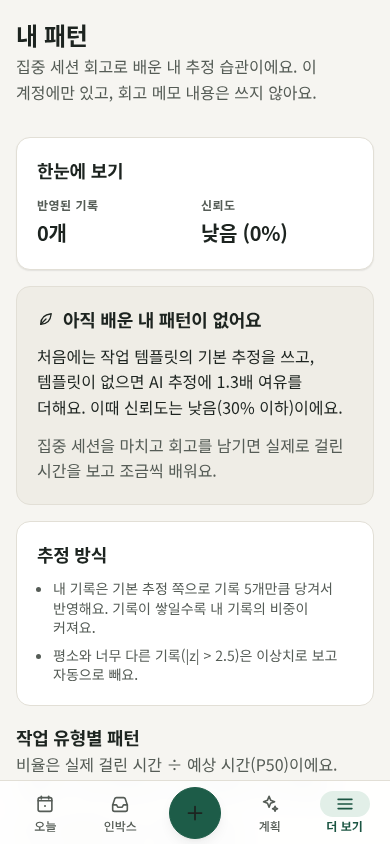 내 패턴
집중 세션 회고로 배운 내 추정 습관이에요. 이
계정에만 있고, 회고 메모 내용은 쓰지 않아요.
한눈에 보기
반영된 기록
신뢰도
0개
낮음 (0%)
아직 배운 내 패턴이 없어요
처음에는 작업 템플릿의 기본 추정을 쓰고,
템플릿이 없으면 AI 추정에 1.3배 여유를
더해요. 이때 신뢰도는 낮음(30% 이하)이에요.
집중 세션을 마치고 회고를 남기면 실제로 걸린
시간을 보고 조금씩 배워요.
추정 방식
• 내 기록은 기본 추정 쪽으로 기록 5개만큼 당겨서
반영해요. 기록이 쌓일수록 내 기록의 비중이
커져요.
• 평소와 너무 다른 기록(|z| > 2.5)은 이상치로 보고
자동으로 빼요.
작업 유형별 패턴
비율은 실제 걸린 시간 ÷ 예상 시간(P50)이에요.
오늘
인박스
계획
더 보기